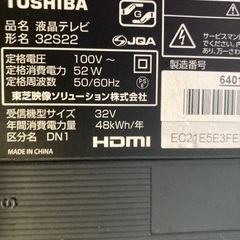 TOSHIBA
品名 液晶テレビ
形名 32S22
JQA
定格電圧 100V～
定格消費電力 52W
定格周波数 50/60Hz
PS
E
東芝映像ソリューション株式会社
受信機型サイズ 32V
年間消費電力量 48kWh/年
区分名 DN1
HDMI
MADE IN CHINA
サービスマン
製造番号
6401
EC21E5E3FE